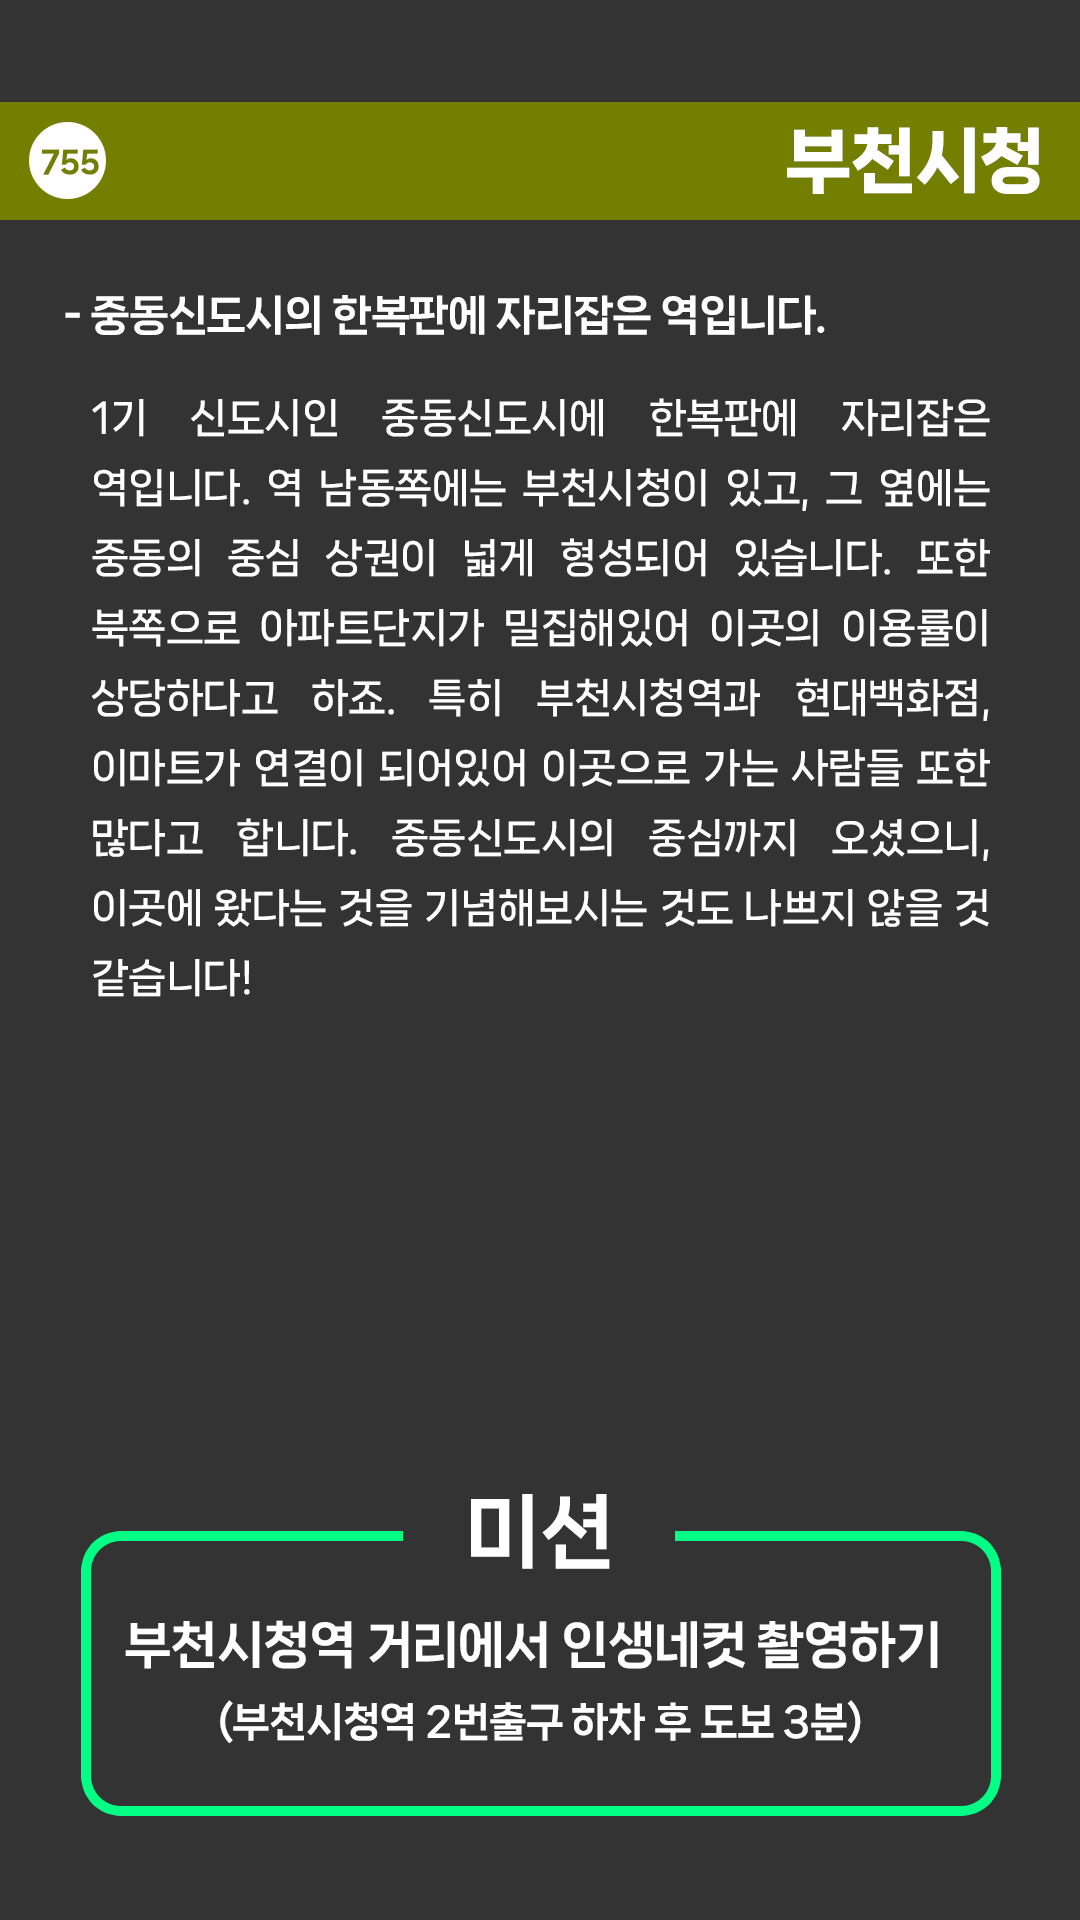 755
부천시청
- 중동신도시의 한복판에 자리잡은 역입니다.
1기 신도시인 중동신도시에 한복판에 자리잡은
역입니다. 역 남동쪽에는 부천시청이 있고, 그 옆에는
중동의 중심 상권이 넓게 형성되어 있습니다. 또한
북쪽으로 아파트단지가 밀집해있어 이곳의 이용률이
상당하다고 하죠. 특히 부천시청역과 현대백화점,
이마트가 연결이 되어있어 이곳으로 가는 사람들 또한
많다고 합니다. 중동신도시의 중심까지 오셨으니,
이곳에 왔다는 것을 기념해보시는 것도 나쁘지 않을 것
같습니다!
미션
부천시청역 거리에서 인생네컷 촬영하기
(부천시청역 2번출구 하차 후 도보 3분)